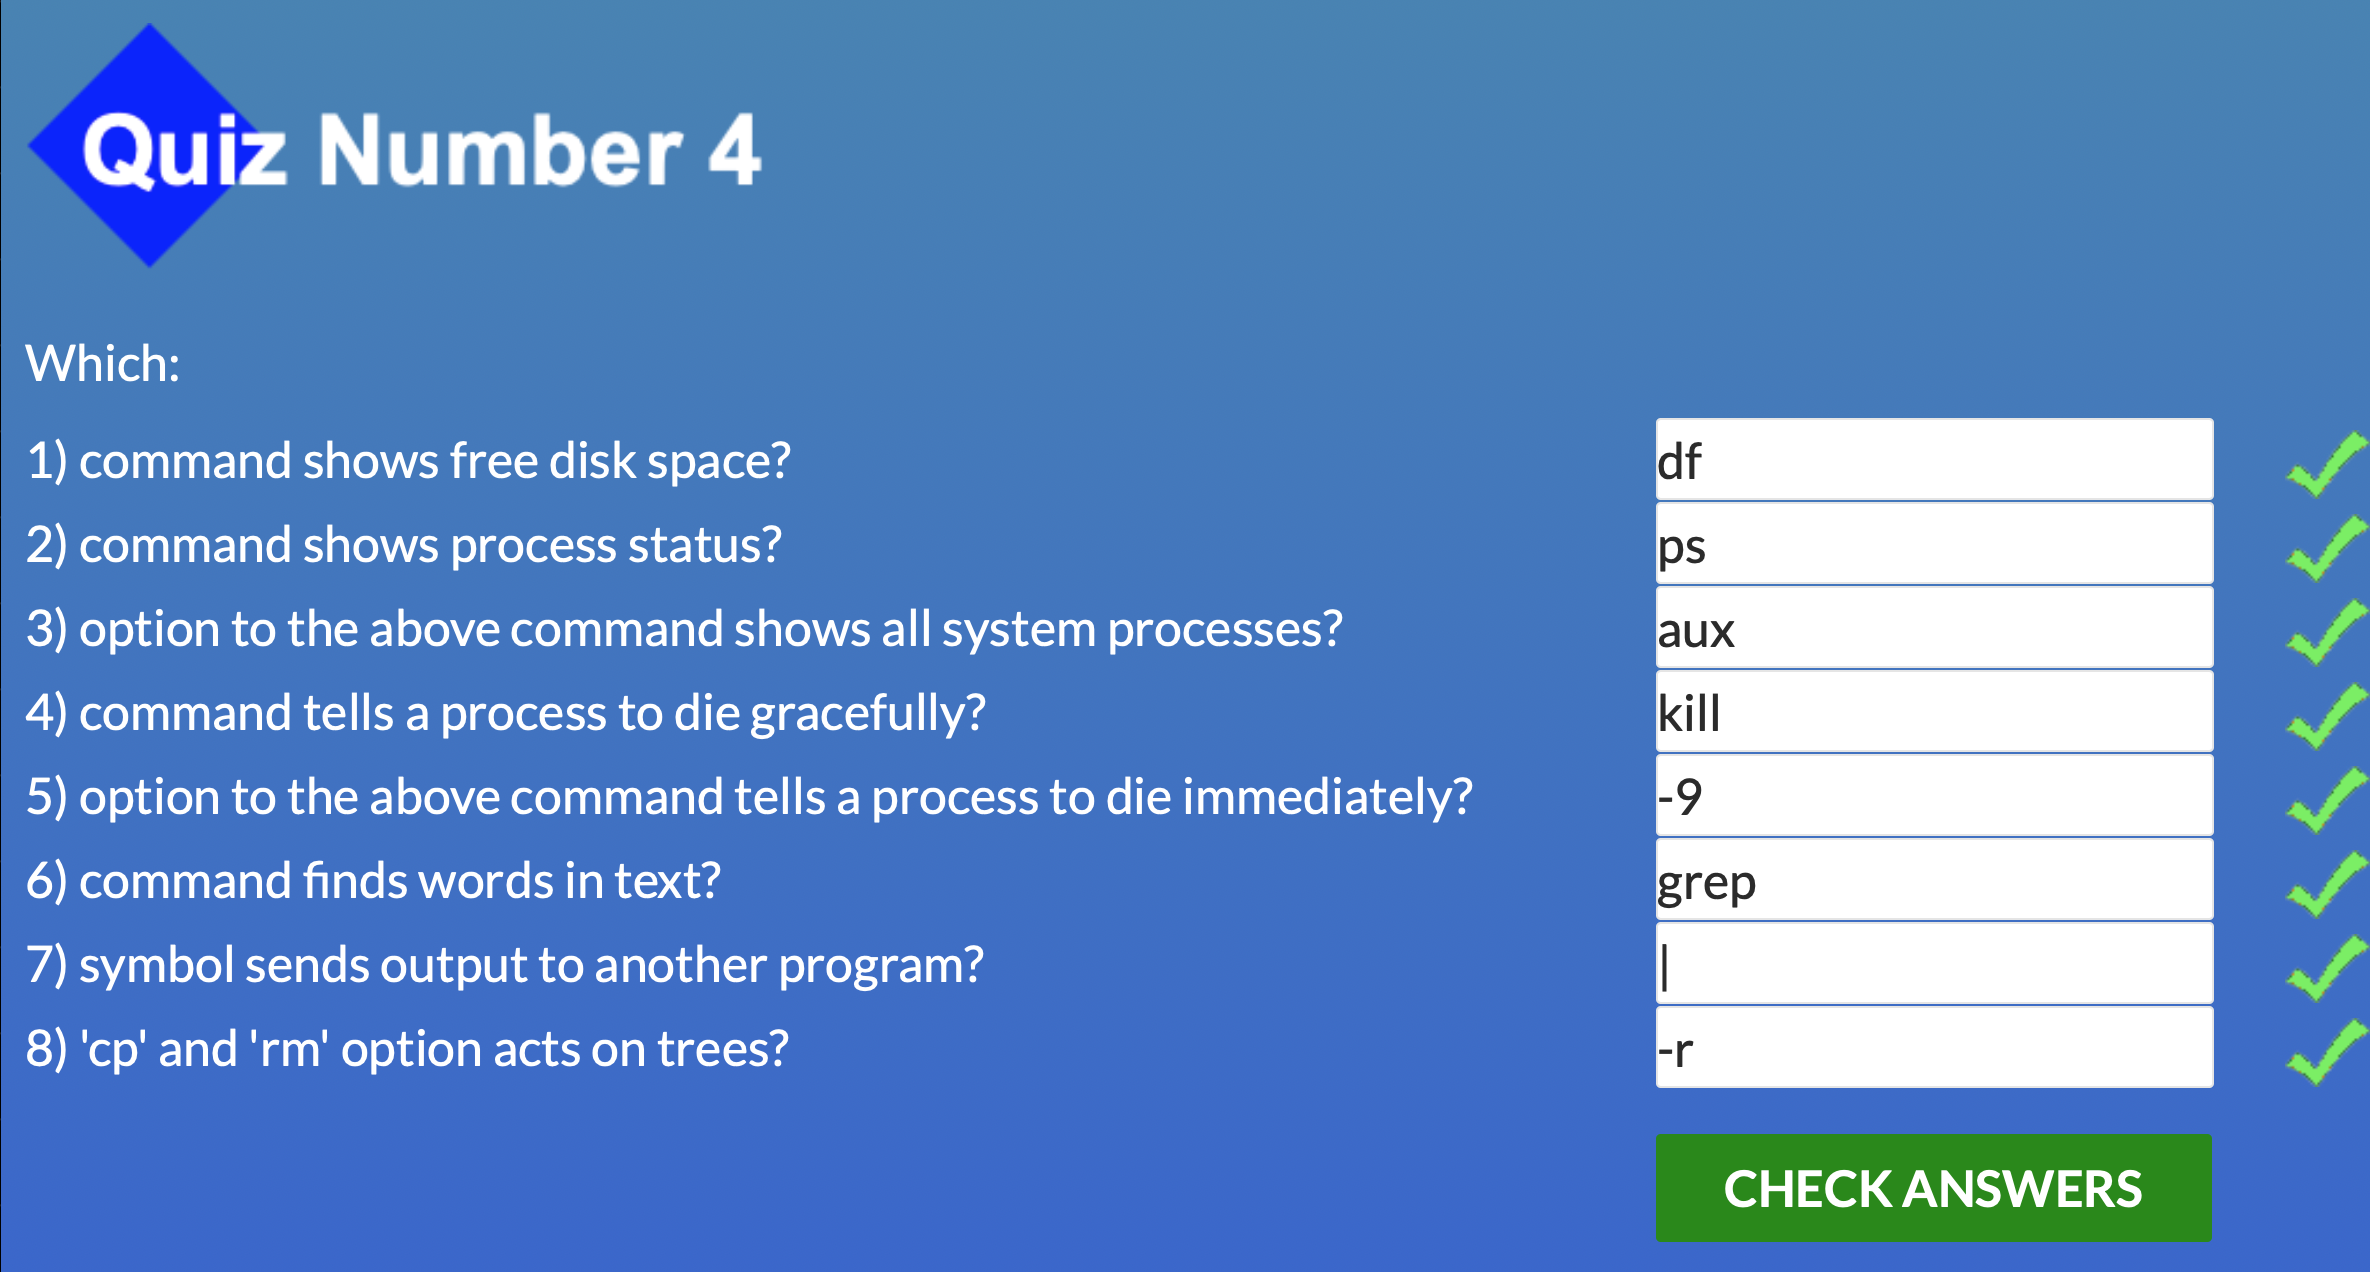 Quiz Number 4
Which:
1) command shows free disk space? df
2) command shows process status? ps
3) option to the above command shows all system processes? aux
4) command tells a process to die gracefully? kill
5) option to the above command tells a process to die immediately? -9
6) command finds words in text? grep
7) symbol sends output to another program? |
8) 'cp' and 'rm' option acts on trees? -r
CHECK ANSWERS